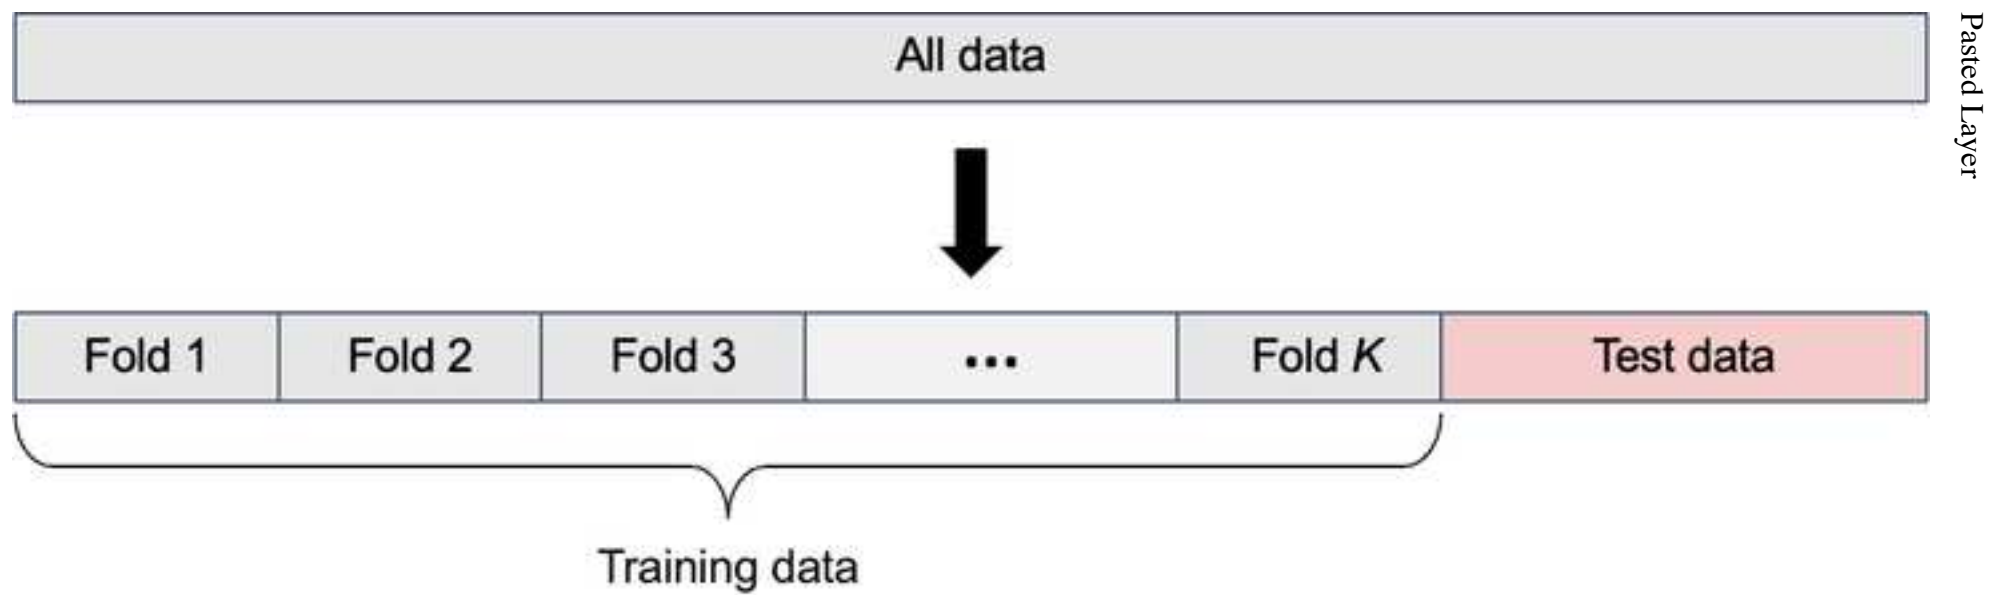 All data
Pasted Layer
Fold 1
Fold 2
Fold 3
...
Fold K
Test data
Training data